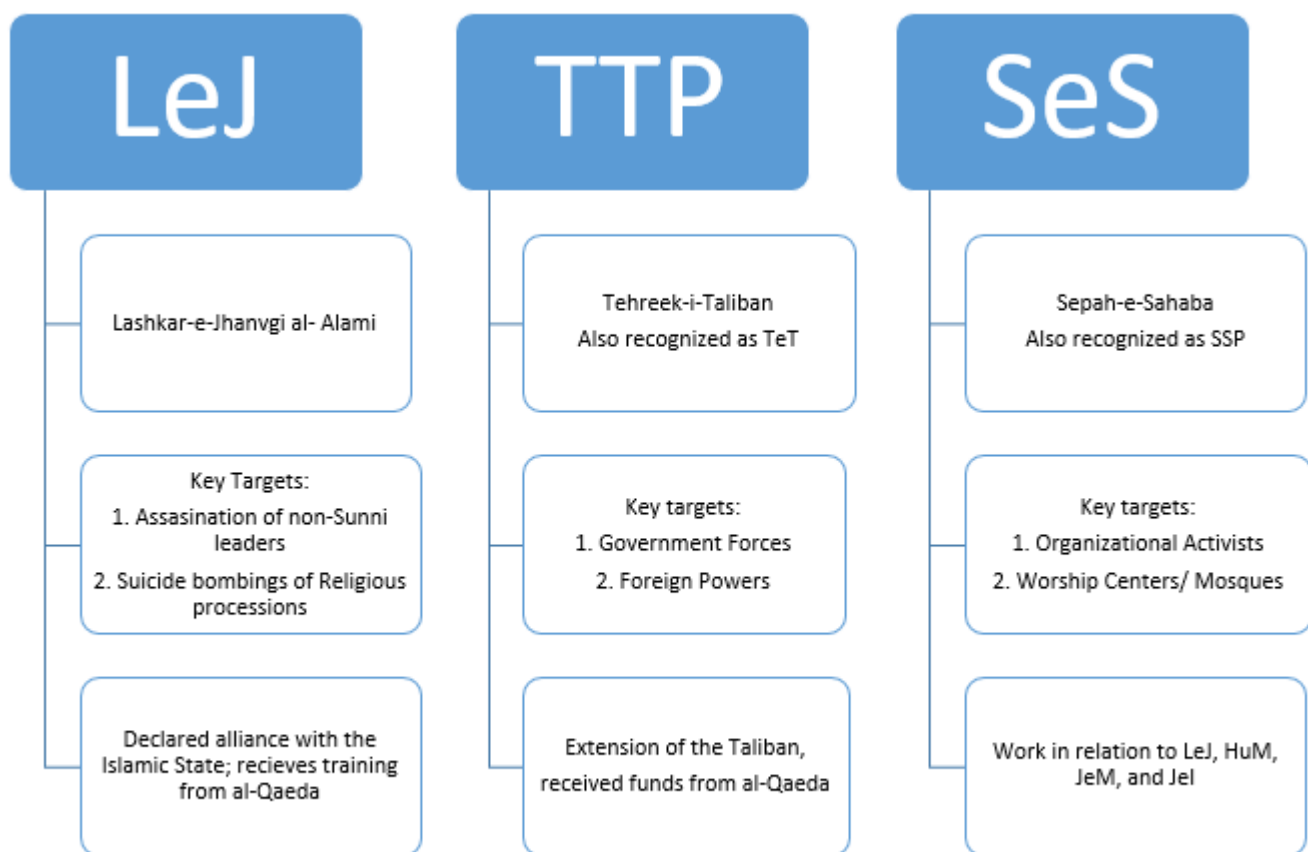 LeJ
Lashkar-e-Jhanvgi al- Alami
Key Targets:
1. Assasination of non-Sunni
leaders
2. Suicide bombings of Religious
processions
Declared alliance with the
Islamic State; recieves training
from al-Qaeda
TTP
Tehreek-i-Taliban
Also recognized as TeT
Key targets:
1. Government Forces
2. Foreign Powers
Extension of the Taliban,
received funds from al-Qaeda
SeS
Sepah-e-Sahaba
Also recognized as SSP
Key targets:
1. Organizational Activists
2. Worship Centers/ Mosques
Work in relation to LeJ, HuM,
JeM, and JeI